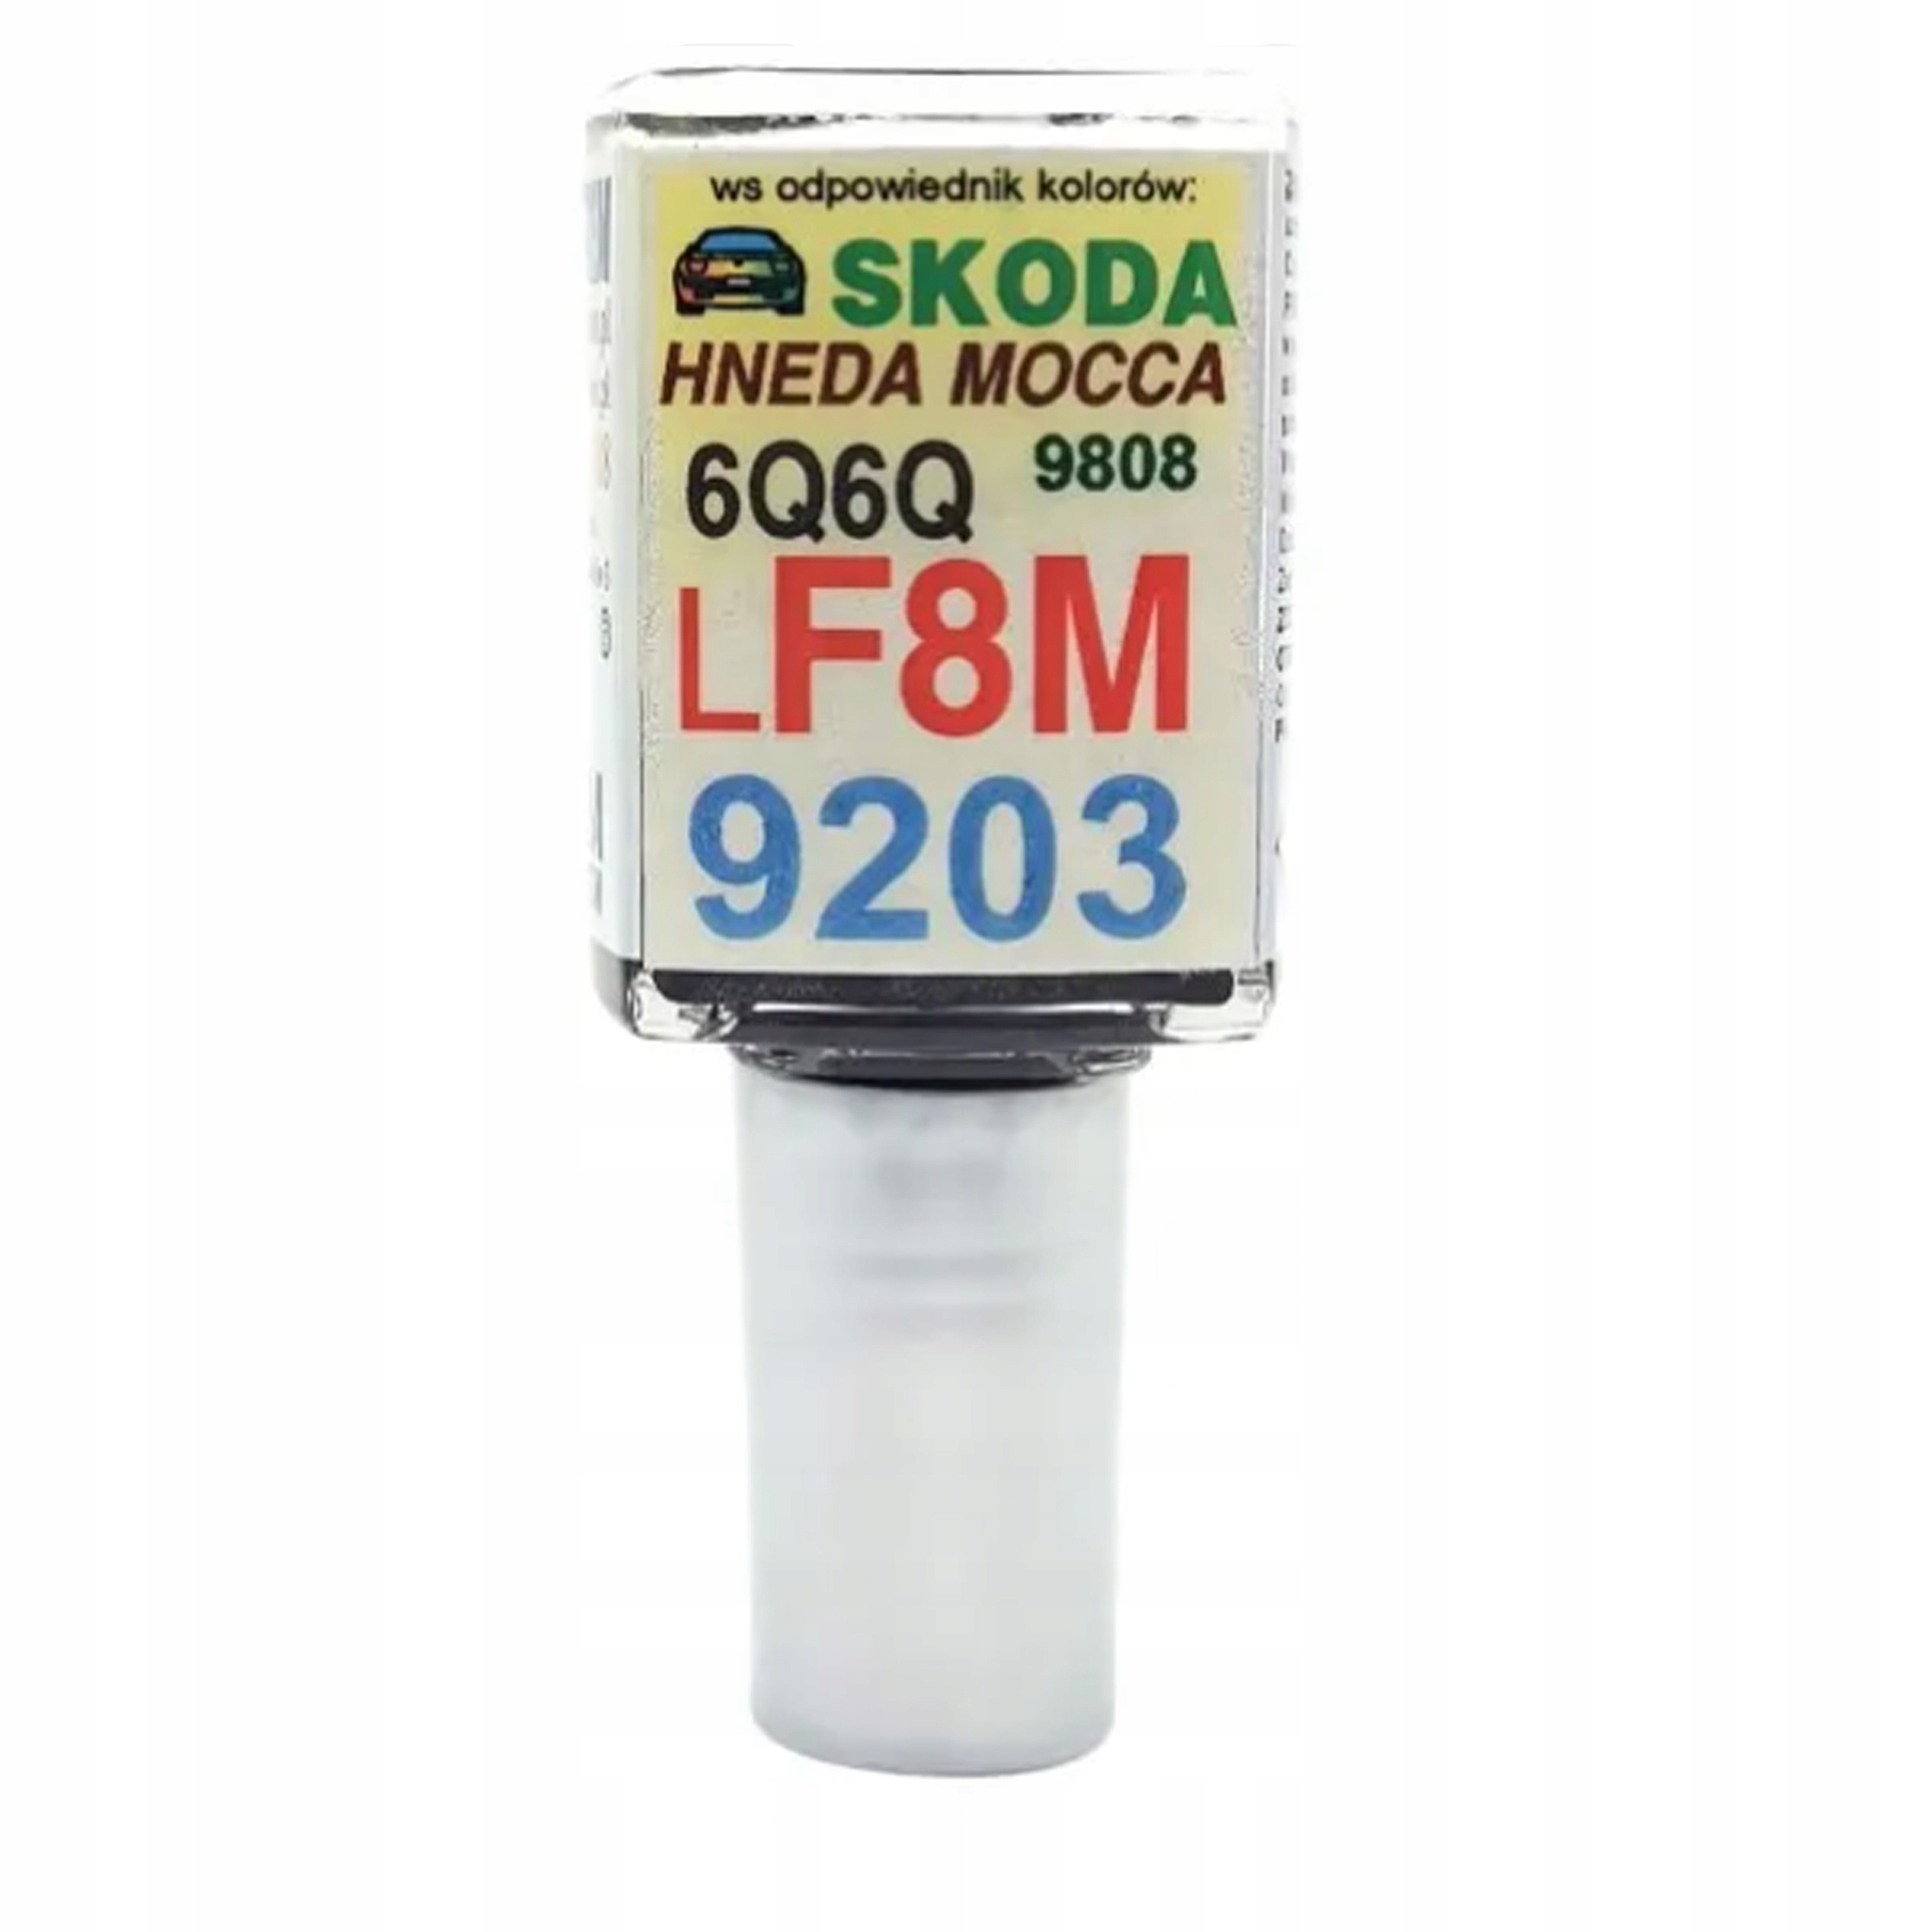 ws odpowiednik kolorów:
SKODA
HNEDA MOCCA
6Q6Q 9808
LF8M
9203